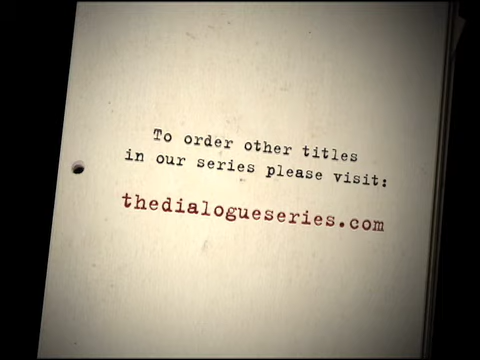 To order other titles
in our series please visit:
thedialogueseries.com